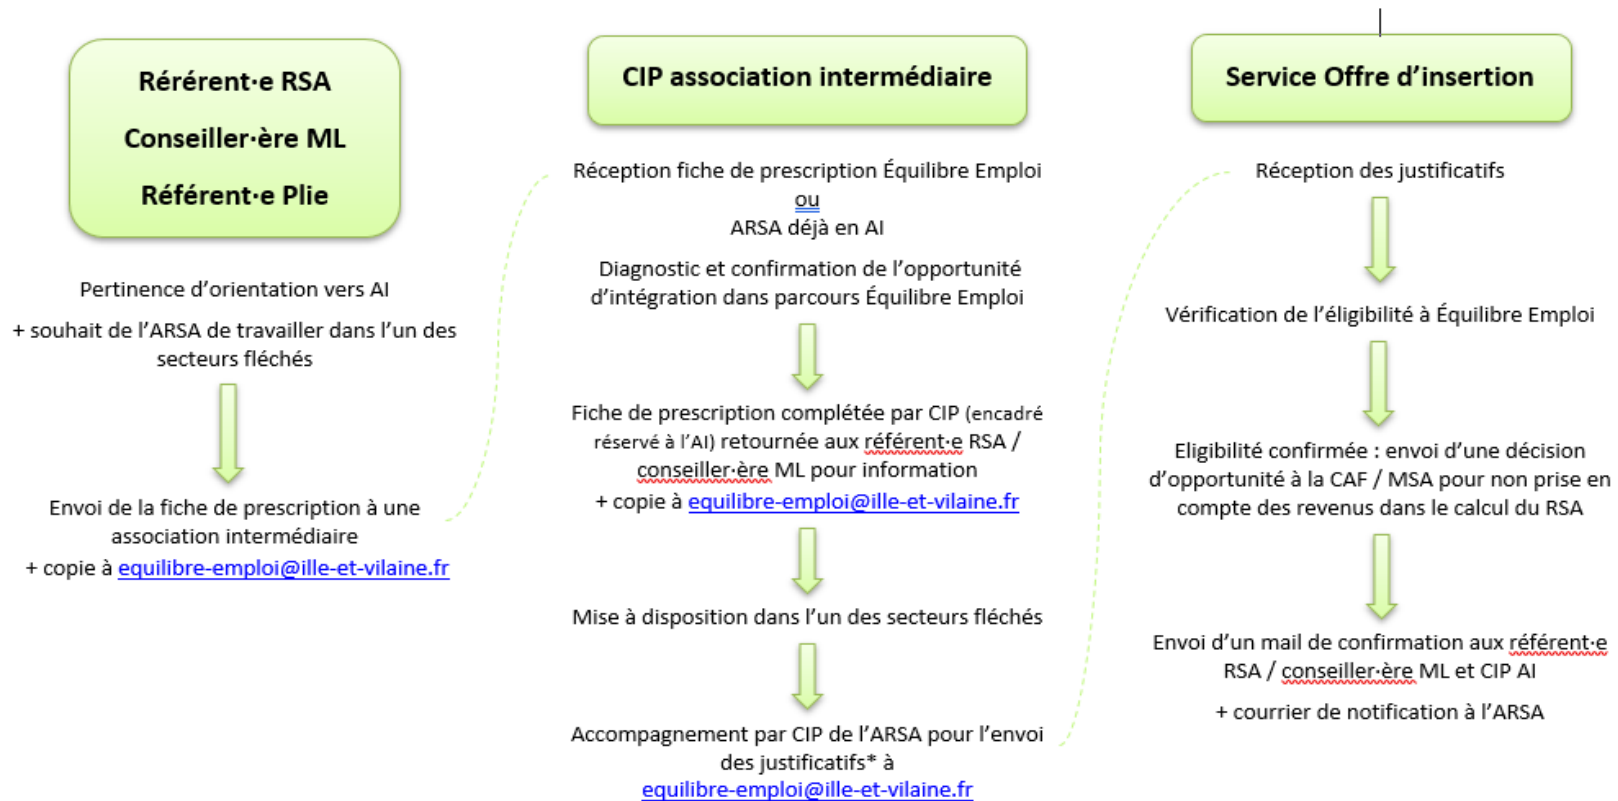 Rérérent·e RSA
Conseiller·ère ML
Référent·e Plie
Pertinence d’orientation vers AI
+ souhait de l’ARSA de travailler dans l’un des
secteurs fléchés
Envoi de la fiche de prescription à une
association intermédiaire
+ copie à equilibre-emploi@ille-et-vilaine.fr
CIP association intermédiaire
Réception fiche de prescription Équilibre Emploi
ou
ARSA déjà en AI
Diagnostic et confirmation de l’opportunité
d’intégration dans parcours Équilibre Emploi
Fiche de prescription complétée par CIP (encadré
réservé à l’AI) retournée aux référent·e RSA /
conseiller·ère ML pour information
+ copie à equilibre-emploi@ille-et-vilaine.fr
Mise à disposition dans l’un des secteurs fléchés
Accompagnement par CIP de l’ARSA pour l’envoi
des justificatifs* à
equilibre-emploi@ille-et-vilaine.fr
Service Offre d’insertion
Réception des justificatifs
Vérification de l’éligibilité à Équilibre Emploi
Eligibilité confirmée : envoi d’une décision
d’opportunité à la CAF / MSA pour non prise en
compte des revenus dans le calcul du RSA
Envoi d’un mail de confirmation aux référent·e
RSA / conseiller·ère ML et CIP AI
+ courrier de notification à l’ARSA